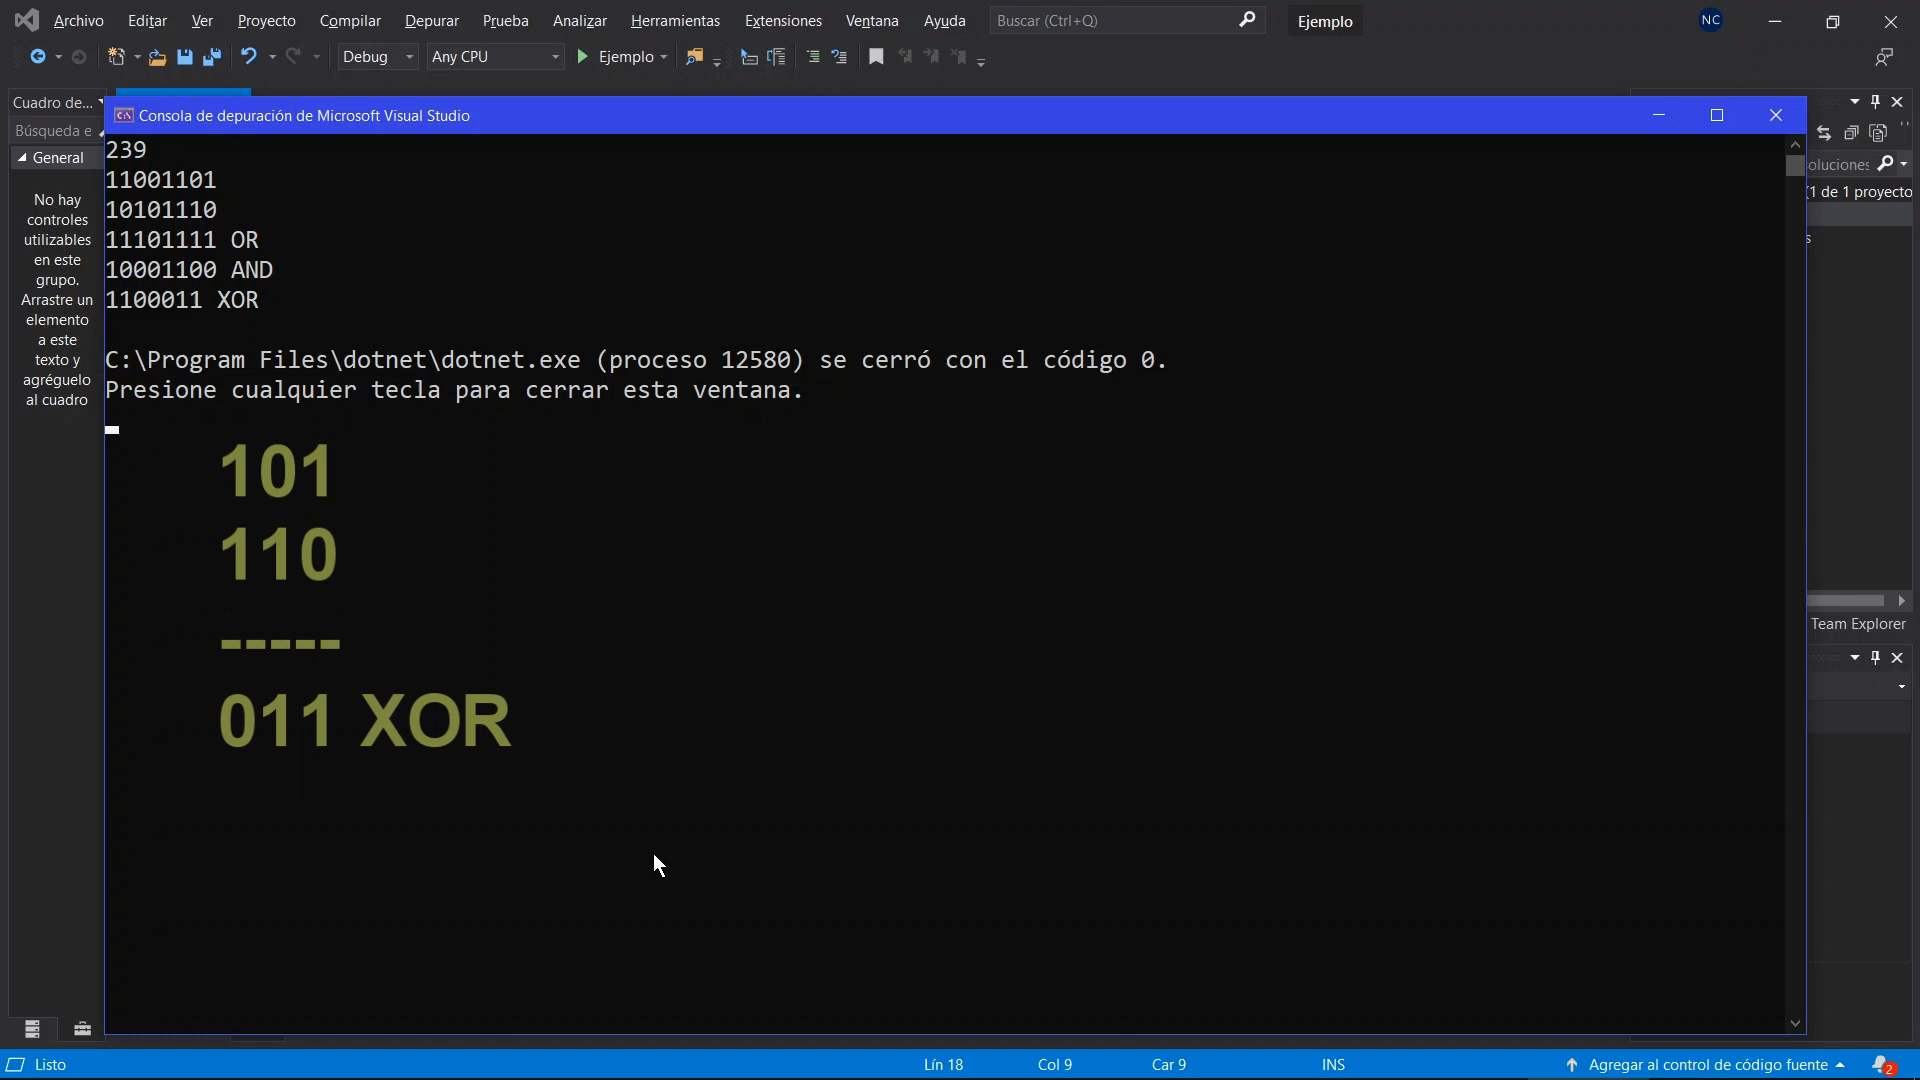 Archivo Editar Ver Proyecto Compilar Depurar Prueba Analizar Herramientas Extensiones Ventana Ayuda Buscar (Ctrl+Q) Ejemplo NC
Debug Any CPU Ejemplo
Cuadro de...
Consola de depuración de Microsoft Visual Studio
Búsqueda e
General
No hay
controles
utilizables
en este
grupo.
Arrastre un
elemento
a este
texto y
agréguelo
al cuadro
239
11001101
10101110
11101111 OR
10001100 AND
1100011 XOR
C:\Program Files\dotnet\dotnet.exe (proceso 12580) se cerró con el código 0.
Presione cualquier tecla para cerrar esta ventana.
101
110
-----
011 XOR
oluciones
(1 de 1 proyecto
s
Team Explorer
Listo Lín 18 Col 9 Car 9 INS Agregar al control de código fuente 2